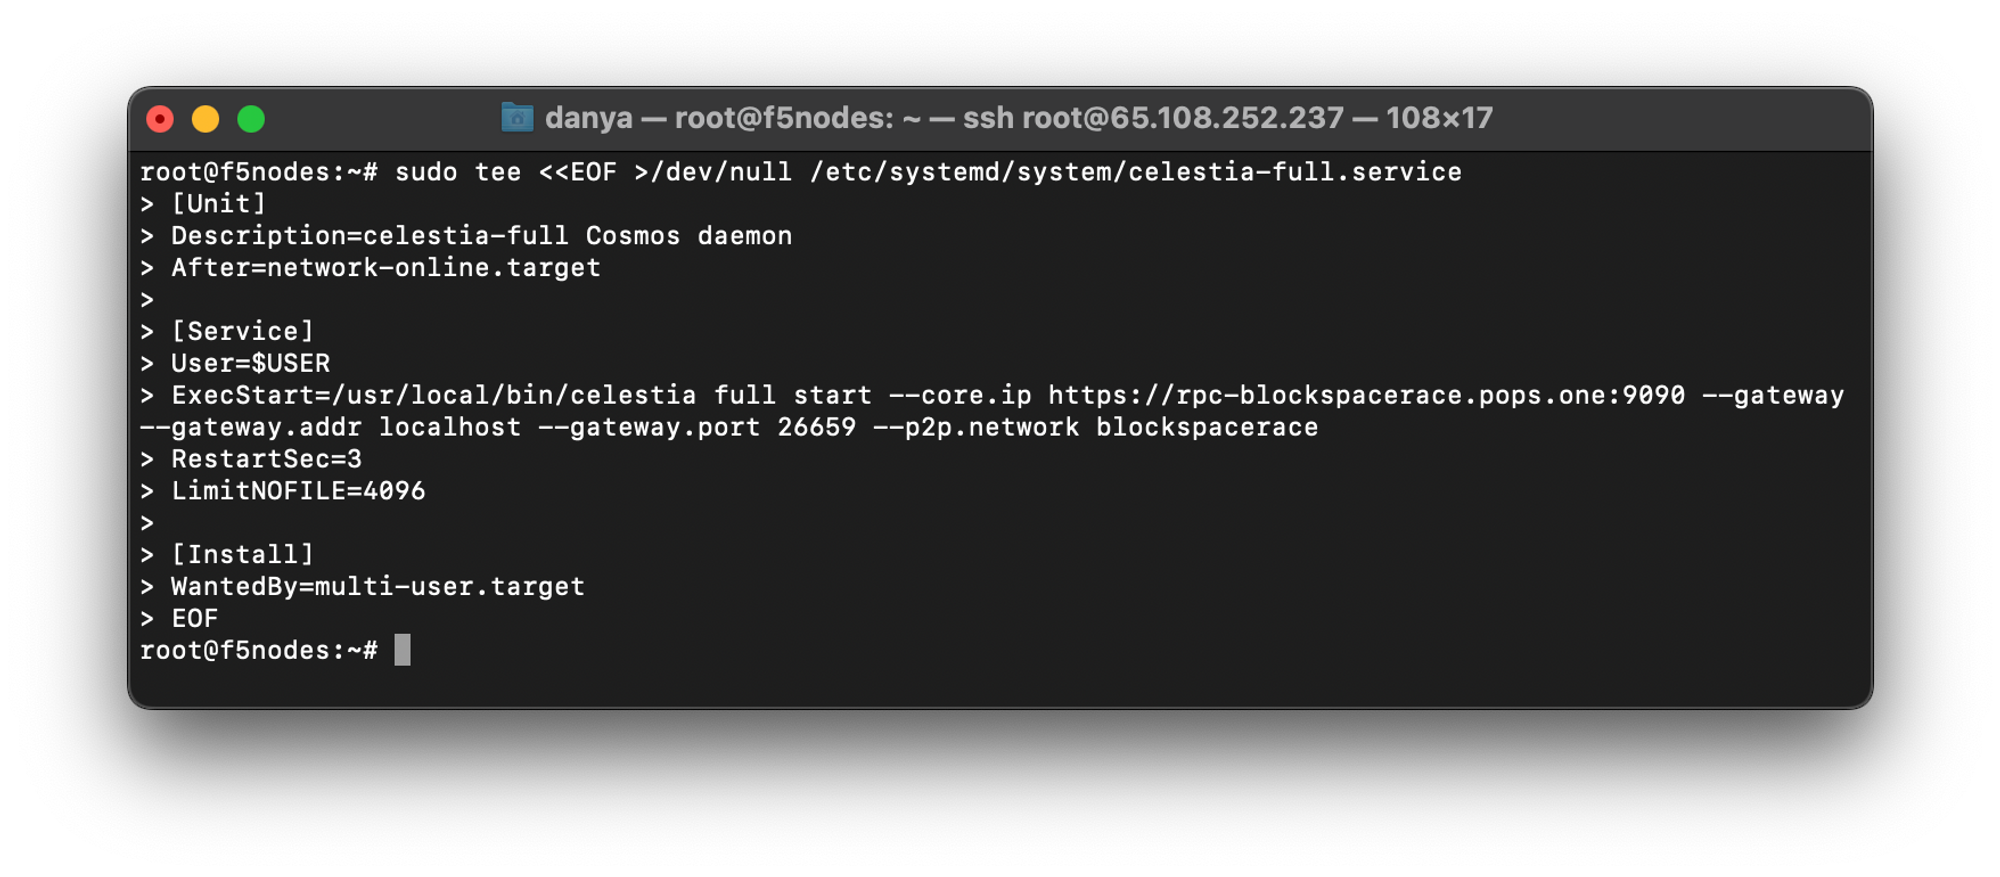 danya — root@f5nodes: ~ — ssh root@65.108.252.237 — 108×17
root@f5nodes:~# sudo tee <<EOF >/dev/null /etc/systemd/system/celestia-full.service
> [Unit]
> Description=celestia-full Cosmos daemon
> After=network-online.target
>
> [Service]
> User=$USER
> ExecStart=/usr/local/bin/celestia full start --core.ip https://rpc-blockspacerace.pops.one:9090 --gateway
--gateway.addr localhost --gateway.port 26659 --p2p.network blockspacerace
> RestartSec=3
> LimitNOFILE=4096
>
> [Install]
> WantedBy=multi-user.target
> EOF
root@f5nodes:~#